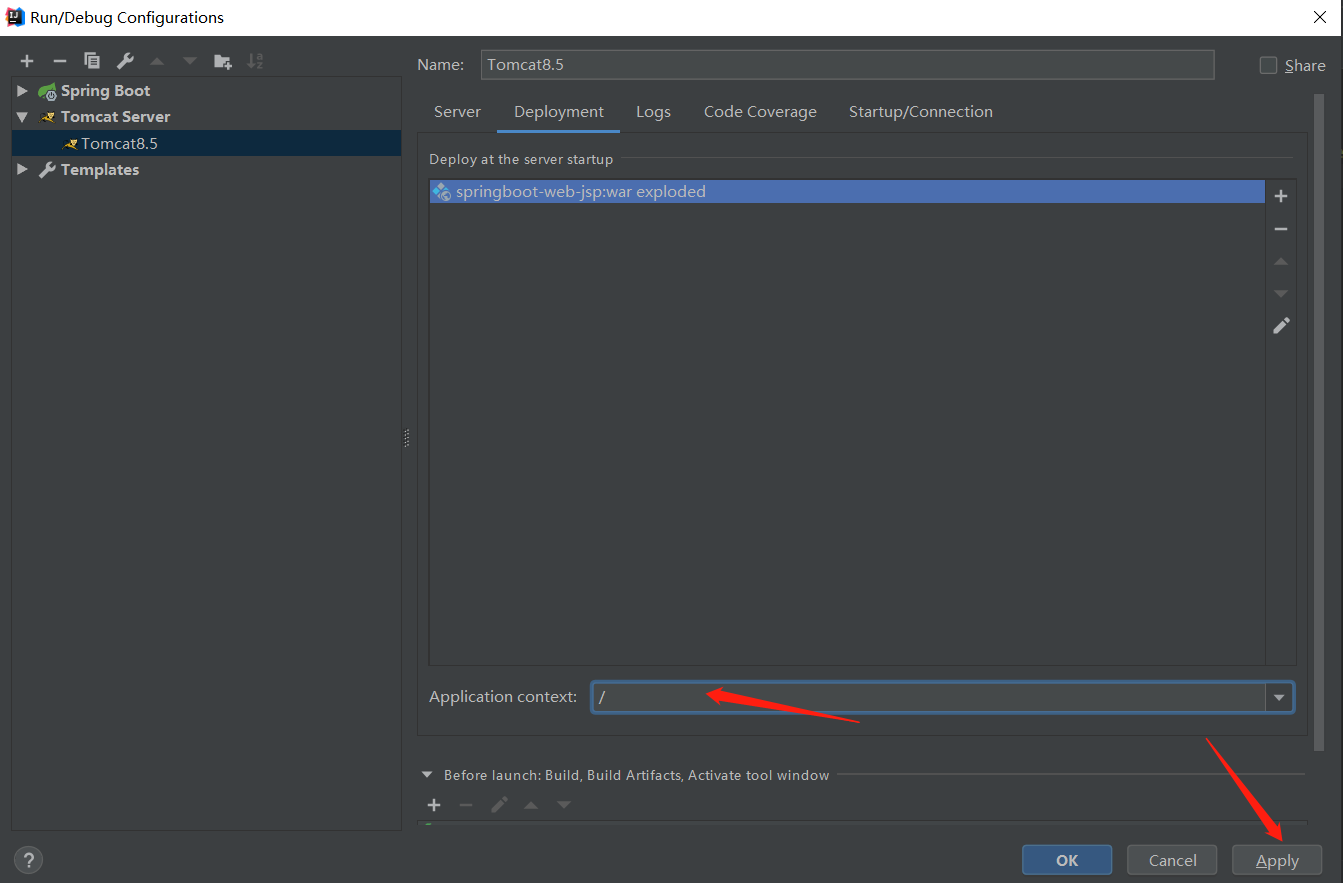 Run/Debug Configurations
Name: Tomcat8.5
Share
Spring Boot
Tomcat Server
Tomcat8.5
Templates
Server Deployment Logs Code Coverage Startup/Connection
Deploy at the server startup
springboot-web-jsp:war exploded
Application context: /
Before launch: Build, Build Artifacts, Activate tool window
? OK Cancel Apply